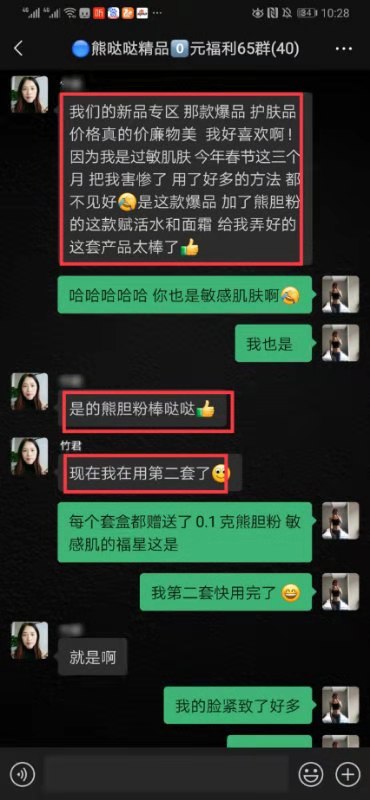 46 46 84 10:28
熊哒哒精品0元福利65群(40)
我们的新品专区 那款爆品 护肤品
价格真的价廉物美 我好喜欢啊！
因为我是过敏肌肤 今年春节这三个
月 把我害惨了 用了好多的方法 都
不见好 是这款爆品 加了熊胆粉
的这款赋活水和面霜 给我弄好的
这套产品太棒了
哈哈哈哈哈 你也是敏感肌肤啊
我也是
是的熊胆粉棒哒哒
竹君
现在我在用第二套了
每个套盒都赠送了 0.1 克熊胆粉 敏
感肌的福星这是
我第二套快用完了
就是啊
我的脸紧致了好多